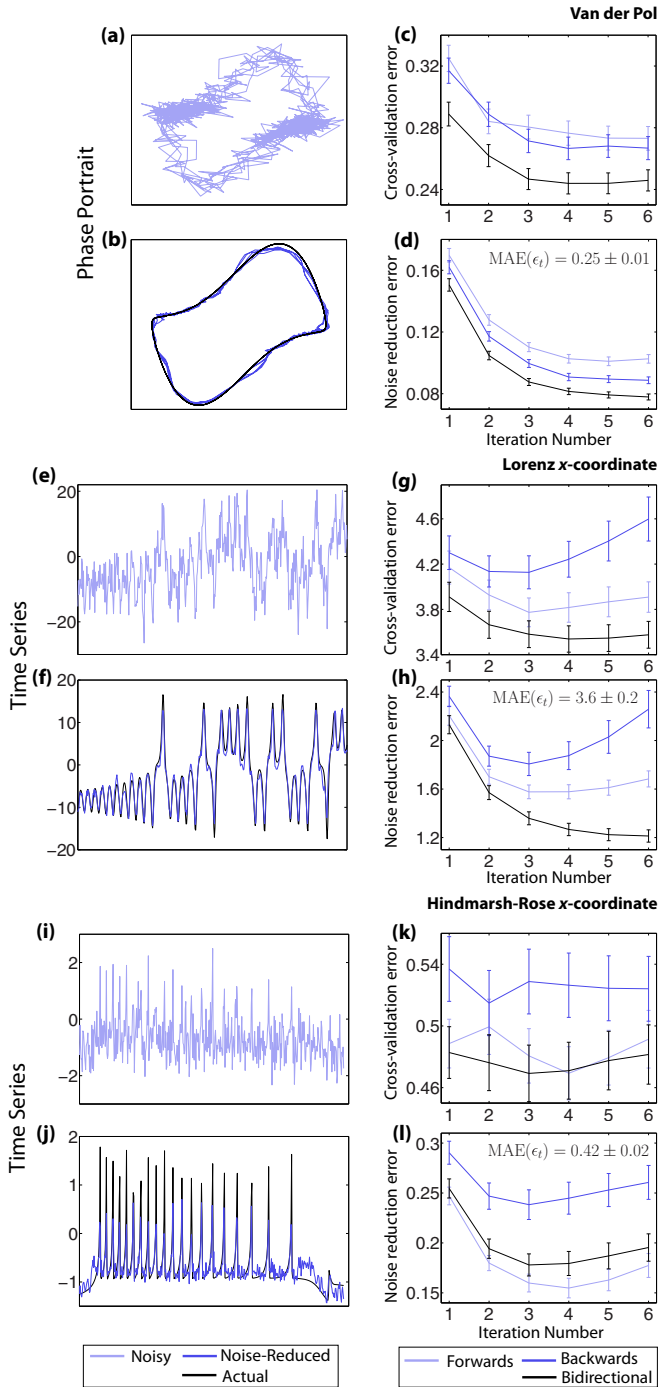 Van der Pol
(a)
(c)
Phase Portrait
Cross-validation error
0.32
0.28
0.24
1 2 3 4 5 6
(b)
(d)
MAE(ϵt) = 0.25 ± 0.01
Noise reduction error
0.16
0.12
0.08
1 2 3 4 5 6
Iteration Number
Lorenz x-coordinate
(e)
20
0
−20
(g)
Cross-validation error
4.6
4.2
3.8
3.4
1 2 3 4 5 6
Time Series
(f)
20
10
0
−10
−20
(h)
MAE(ϵt) = 3.6 ± 0.2
Noise reduction error
2.4
2
1.6
1.2
1 2 3 4 5 6
Iteration Number
Hindmarsh-Rose x-coordinate
(i)
2
0
−2
(k)
Cross-validation error
0.54
0.5
0.46
1 2 3 4 5 6
Time Series
(j)
2
1
0
−1
(l)
MAE(ϵt) = 0.42 ± 0.02
Noise reduction error
0.3
0.25
0.2
0.15
1 2 3 4 5 6
Iteration Number
Noisy Noise-Reduced
Actual
Forwards Backwards
Bidirectional